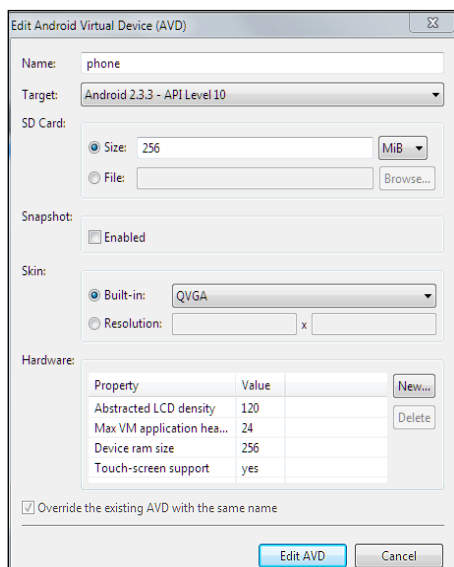 Edit Android Virtual Device (AVD)
Name: phone
Target: Android 2.3.3 - API Level 10
SD Card:
Size: 256 MiB
File: Browse...
Snapshot:
Enabled
Skin:
Built-in: QVGA
Resolution: x
Hardware:
Property Value New...
Abstracted LCD density 120 Delete
Max VM application hea... 24
Device ram size 256
Touch-screen support yes
Override the existing AVD with the same name
Edit AVD Cancel